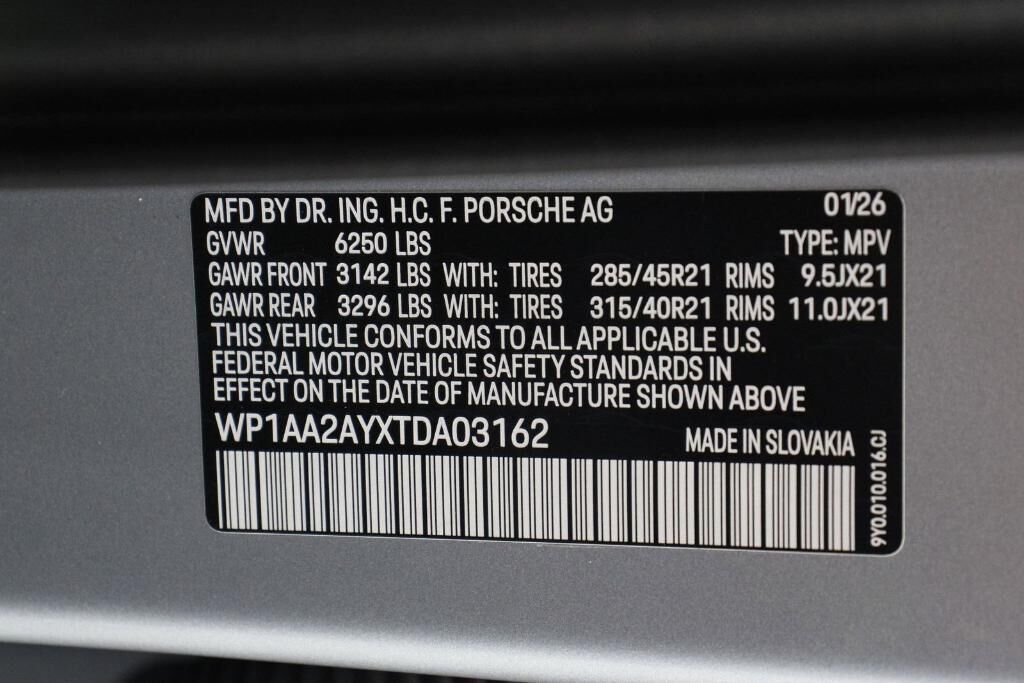 MFD BY DR. ING. H.C. F. PORSCHE AG 01/26
GVWR 6250 LBS TYPE: MPV
GAWR FRONT 3142 LBS WITH: TIRES 285/45R21 RIMS 9.5JX21
GAWR REAR 3296 LBS WITH: TIRES 315/40R21 RIMS 11.0JX21
THIS VEHICLE CONFORMS TO ALL APPLICABLE U.S.
FEDERAL MOTOR VEHICLE SAFETY STANDARDS IN
EFFECT ON THE DATE OF MANUFACTURE SHOWN ABOVE
WP1AA2AYXTDA03162 MADE IN SLOVAKIA
9Y0.010.016.CJ